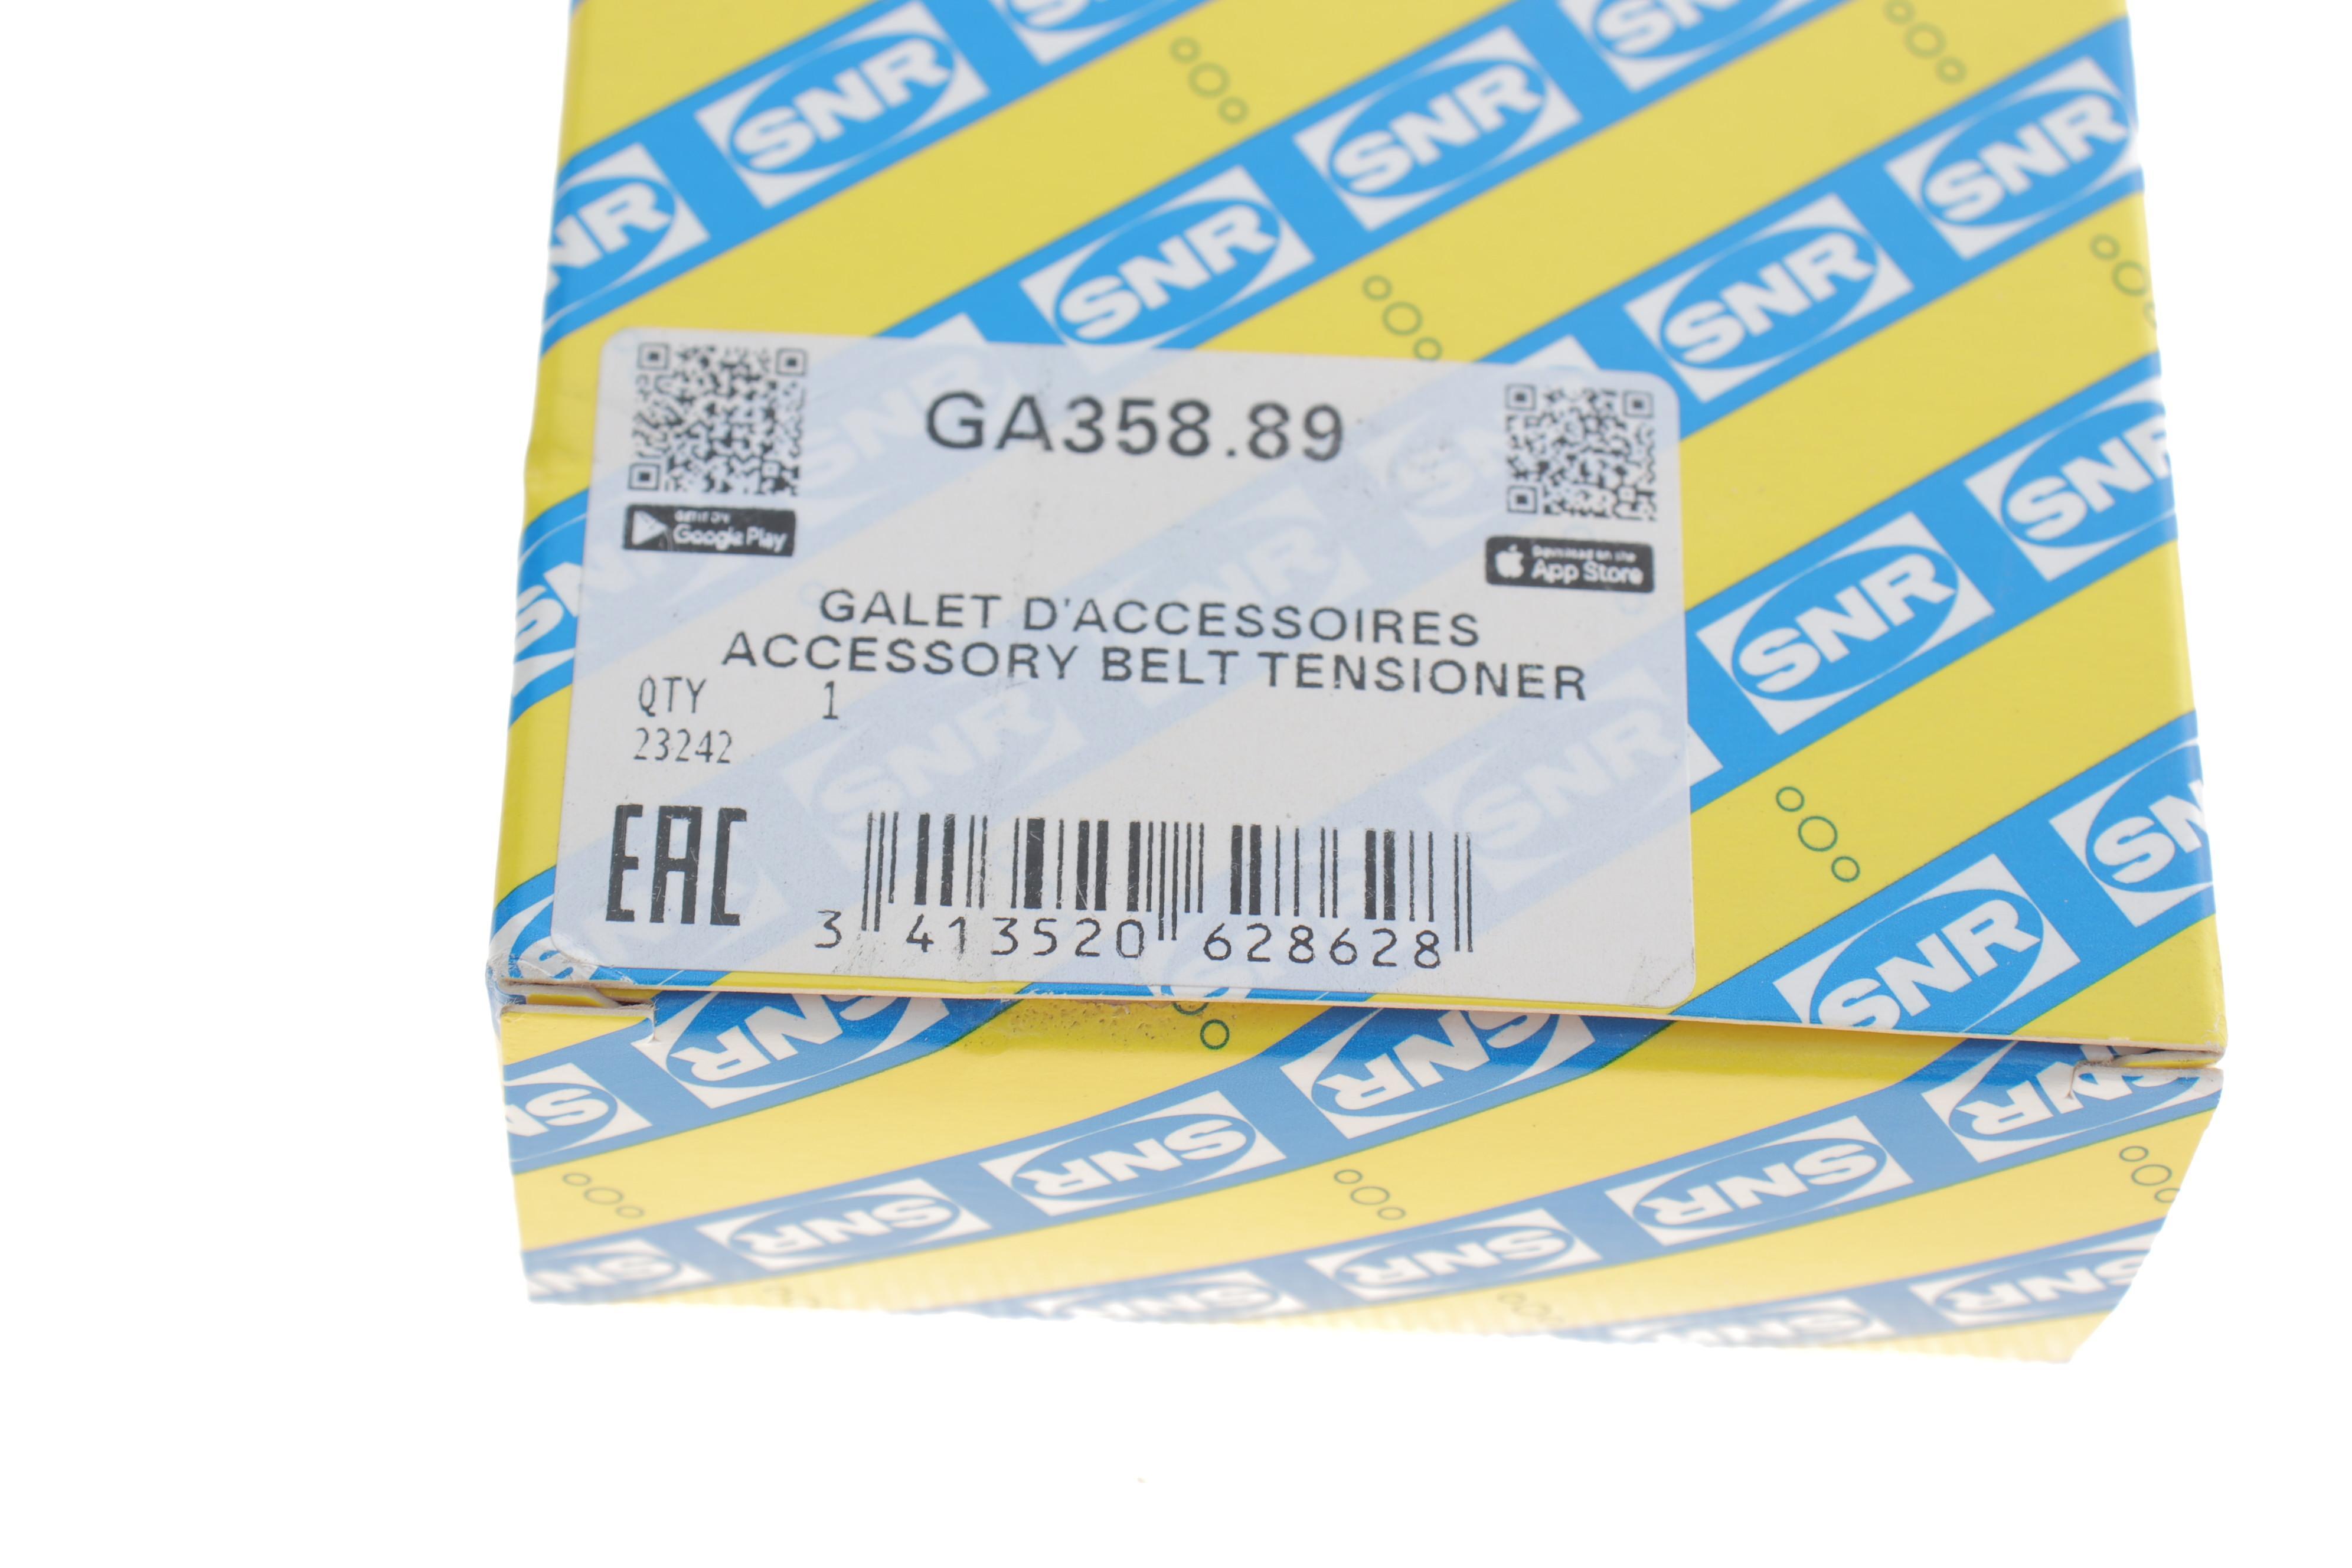 SNR
GA358.89
GET IT ON
Google Play
Download on the
App Store
GALET D'ACCESSOIRES
ACCESSORY BELT TENSIONER
QTY 1
23242
EAC
3 413520 628628